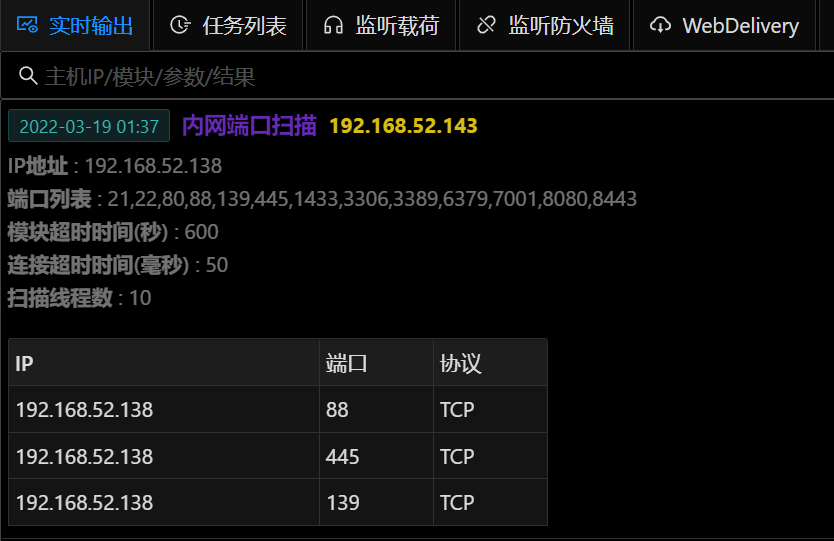 实时输出 任务列表 监听载荷 监听防火墙 WebDelivery
主机IP/模块/参数/结果
2022-03-19 01:37 内网端口扫描 192.168.52.143
IP地址 : 192.168.52.138
端口列表 : 21,22,80,88,139,445,1433,3306,3389,6379,7001,8080,8443
模块超时时间(秒) : 600
连接超时时间(毫秒) : 50
扫描线程数 : 10
IP 端口 协议
192.168.52.138 88 TCP
192.168.52.138 445 TCP
192.168.52.138 139 TCP